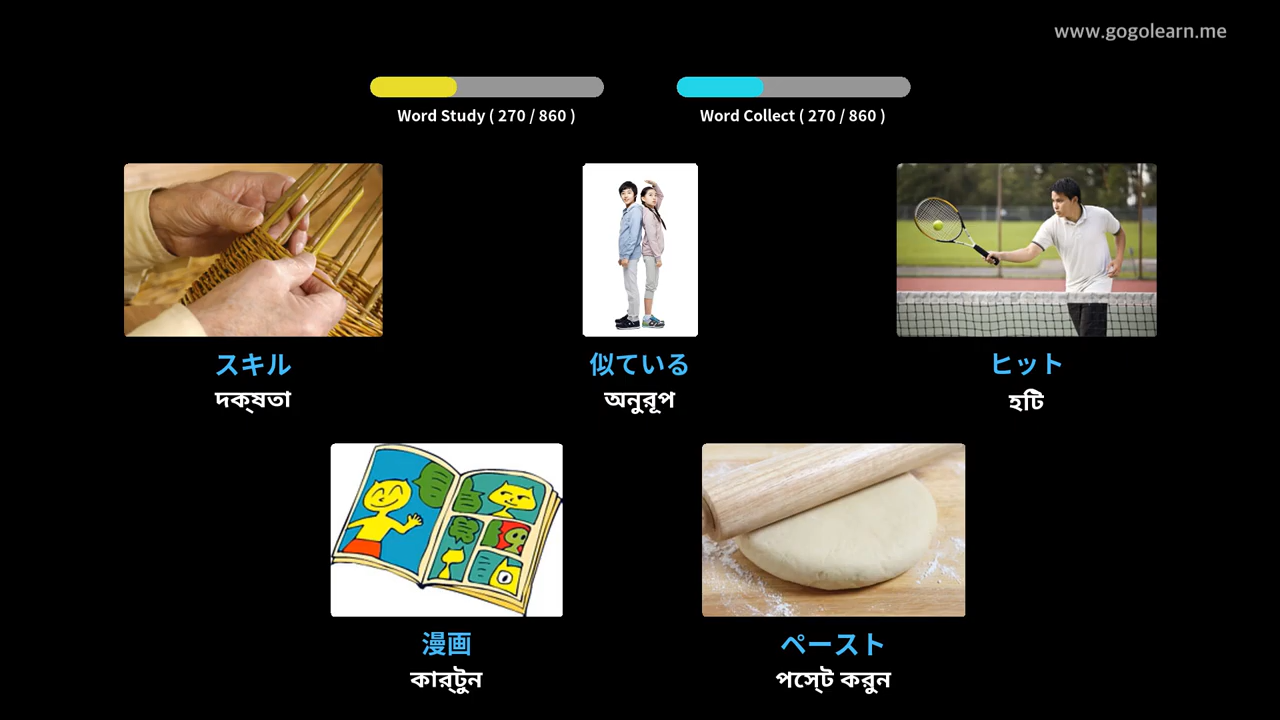 www.gogolearn.me
Word Study ( 270 / 860 )
Word Collect ( 270 / 860 )
スキル
দক্ষতা
似ている
অনুরূপ
ヒット
হিট
漫画
কার্টুন
ペースト
পেস্ট করুন